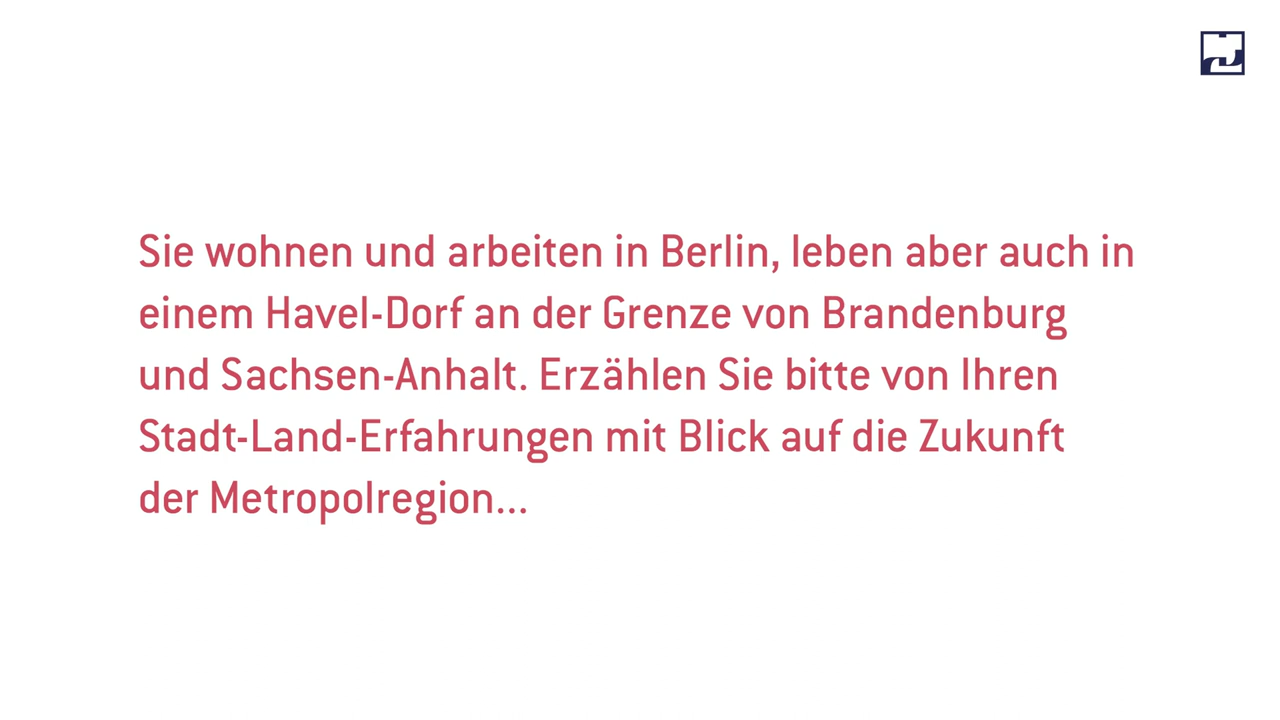 Sie wohnen und arbeiten in Berlin, leben aber auch in
einem Havel-Dorf an der Grenze von Brandenburg
und Sachsen-Anhalt. Erzählen Sie bitte von Ihren
Stadt-Land-Erfahrungen mit Blick auf die Zukunft
der Metropolregion...